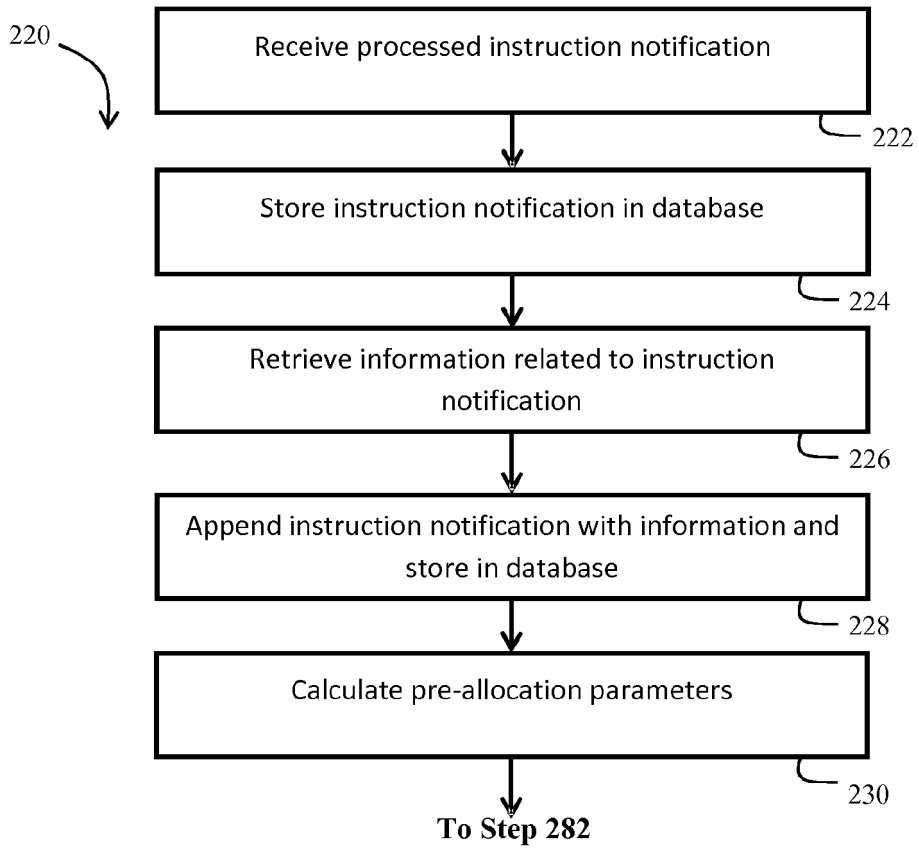 220
Receive processed instruction notification
222
Store instruction notification in database
224
Retrieve information related to instruction
notification
226
Append instruction notification with information and
store in database
228
Calculate pre-allocation parameters
230
To Step 282